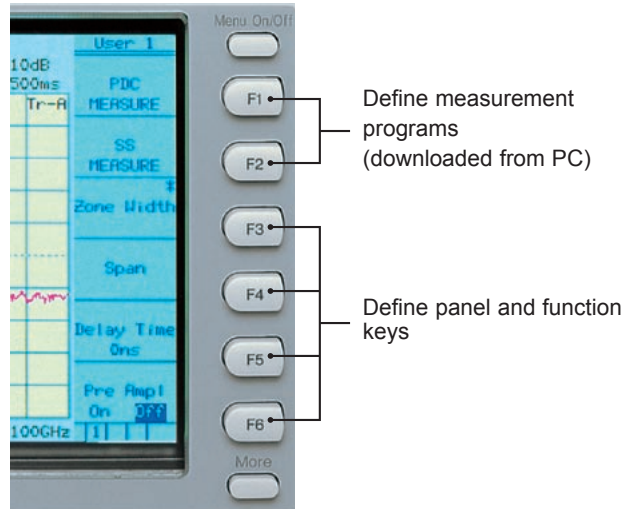 Menu On/Off
User 1
10dB
500ms
Tr-A
PDC
MEASURE
F1
SS
MEASURE
F2
*
Zone Width
F3
Span
F4
Delay Time
0ns
F5
Pre Ampl
On Off
F6
100GHz
1
More
Define measurement
programs
(downloaded from PC)
Define panel and function
keys